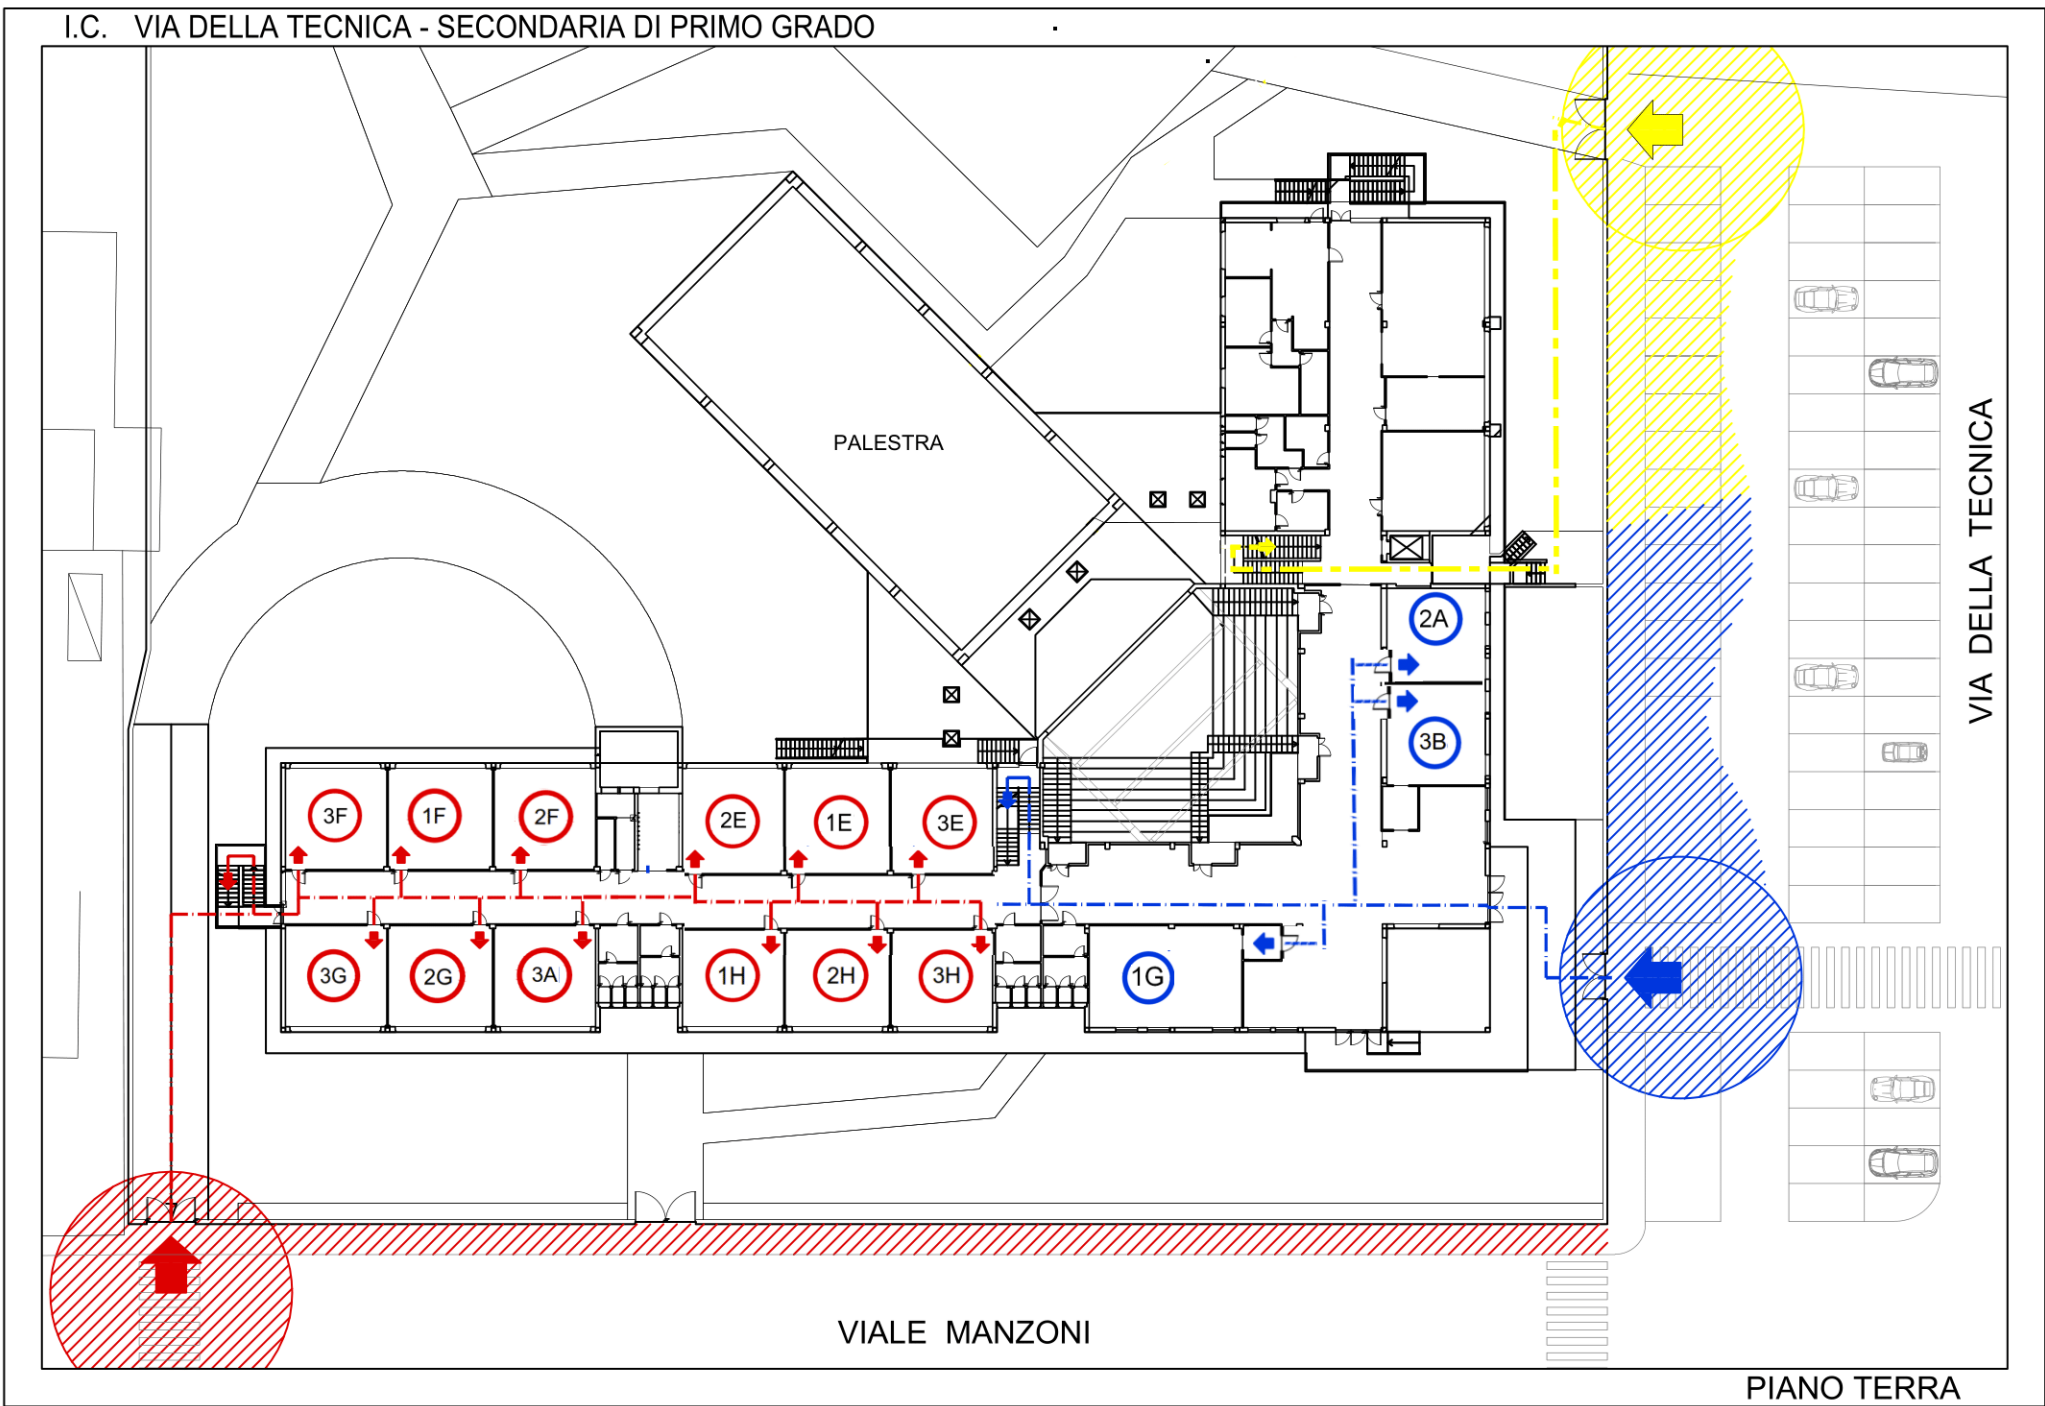 I.C. VIA DELLA TECNICA - SECONDARIA DI PRIMO GRADO
PALESTRA
VIA DELLA TECNICA
2A
3B
3F
1F
2F
2E
1E
3E
3G
2G
3A
1H
2H
3H
1G
VIALE MANZONI
PIANO TERRA